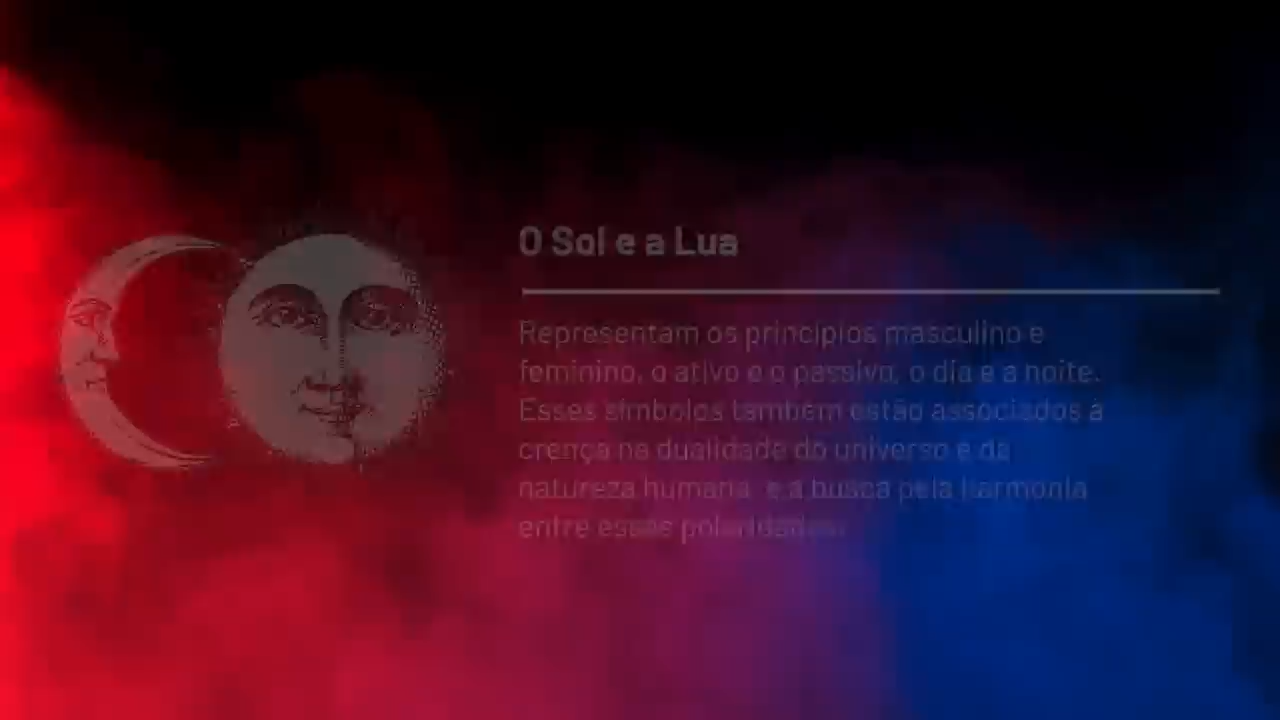 O Sol e a Lua
Representam os princípios masculino e
feminino, o ativo e o passivo, o dia e a noite.
Esses símbolos também estão associados à
crença na dualidade do universo e da
natureza humana, e a busca pela harmonia
entre essas polaridades.